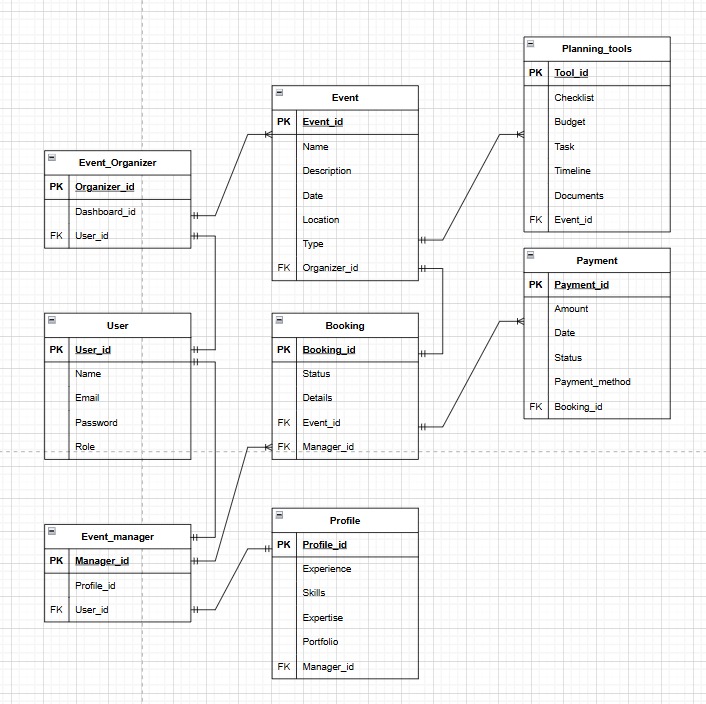 Event_Organizer
PK Organizer_id
Dashboard_id
FK User_id
User
PK User_id
Name
Email
Password
Role
Event_manager
PK Manager_id
Profile_id
FK User_id
Event
PK Event_id
Name
Description
Date
Location
Type
FK Organizer_id
Booking
PK Booking_id
Status
Details
FK Event_id
FK Manager_id
Profile
PK Profile_id
Experience
Skills
Expertise
Portfolio
FK Manager_id
Planning_tools
PK Tool_id
Checklist
Budget
Task
Timeline
Documents
FK Event_id
Payment
PK Payment_id
Amount
Date
Status
Payment_method
FK Booking_id